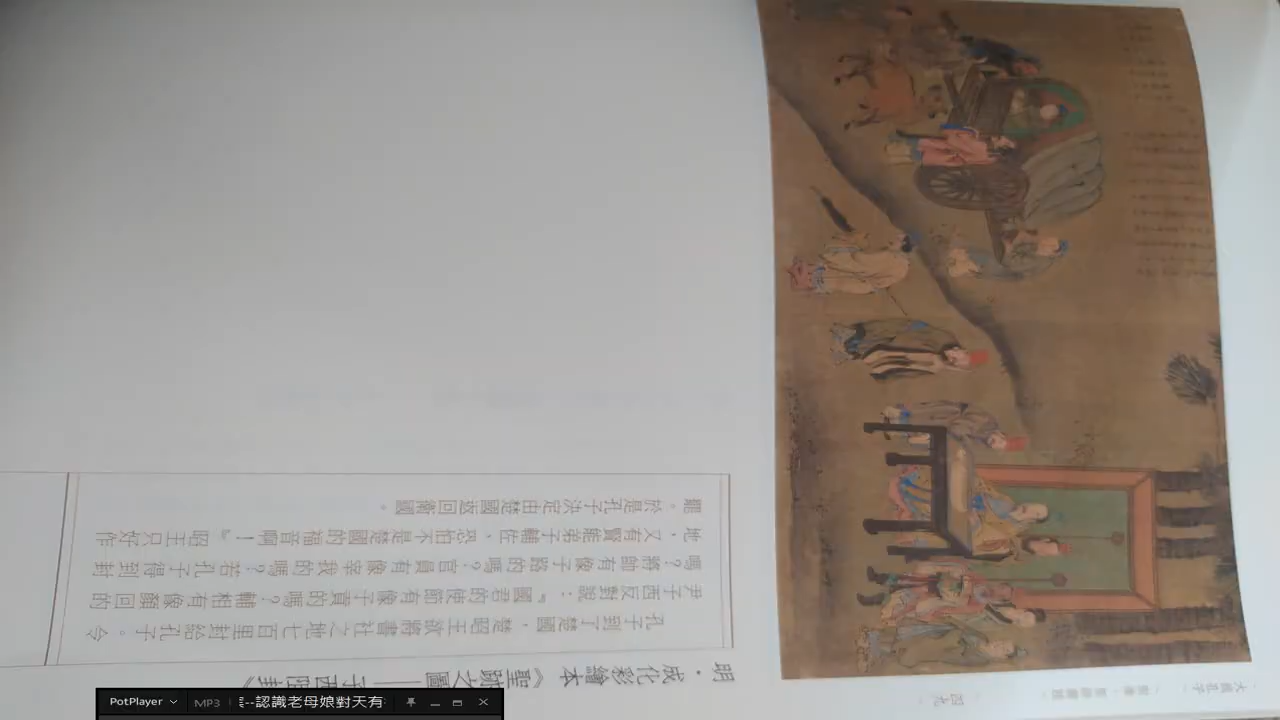 明‧成化彩繪本《聖蹟之圖──子西阻封》
孔子到了楚國，楚昭王欲將書社之地七百里封給孔子。令
尹子西反對說：『國君的使節有像子貢的嗎？輔相有像顏回的
嗎？將帥有像子路的嗎？官員有像宰我的嗎？若孔子得到封
地，又有賢能弟子輔佐，恐怕不是楚國的福音啊！』昭王只好作
罷。於是孔子決定由楚國返回衛國。
‧大哉孔子‧
四九
PotPlayer MP3 --認識老母娘對天有